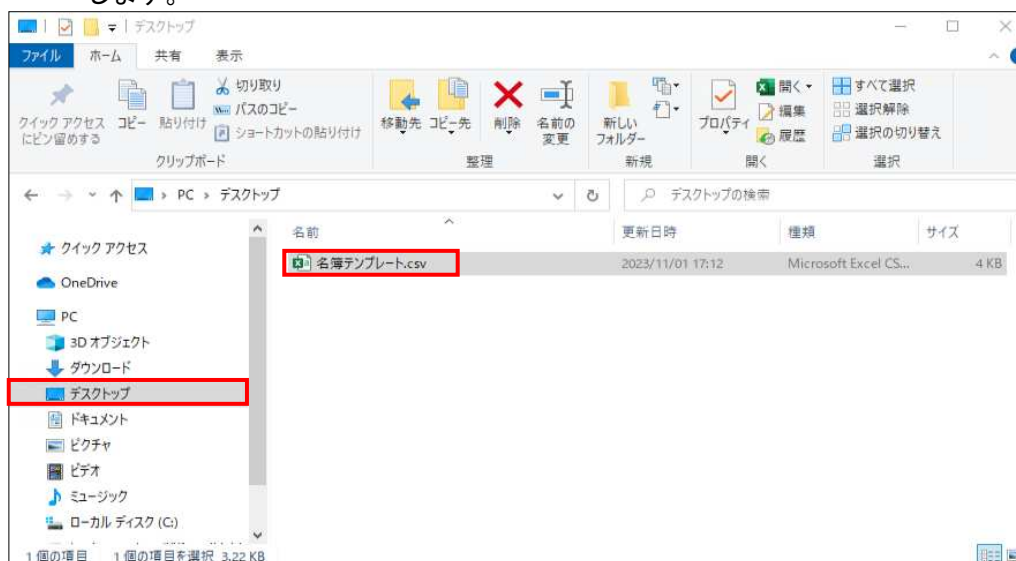 します。
デスクトップ
ファイル ホーム 共有 表示
クイック アクセス
にピン留めする
コピー
貼り付け
切り取り
パスのコピー
ショートカットの貼り付け
クリップボード
移動先
コピー先
削除
名前の
変更
整理
新しい
フォルダー
新規
プロパティ
開く
編集
履歴
開く
すべて選択
選択解除
選択の切り替え
選択
PC › デスクトップ
デスクトップの検索
名前 更新日時 種類 サイズ
名簿テンプレート.csv 2023/11/01 17:12 Microsoft Excel CS... 4 KB
クイック アクセス
OneDrive
PC
3D オブジェクト
ダウンロード
デスクトップ
ドキュメント
ピクチャ
ビデオ
ミュージック
ローカル ディスク (C:)
1 個の項目 1 個の項目を選択 3.22 KB